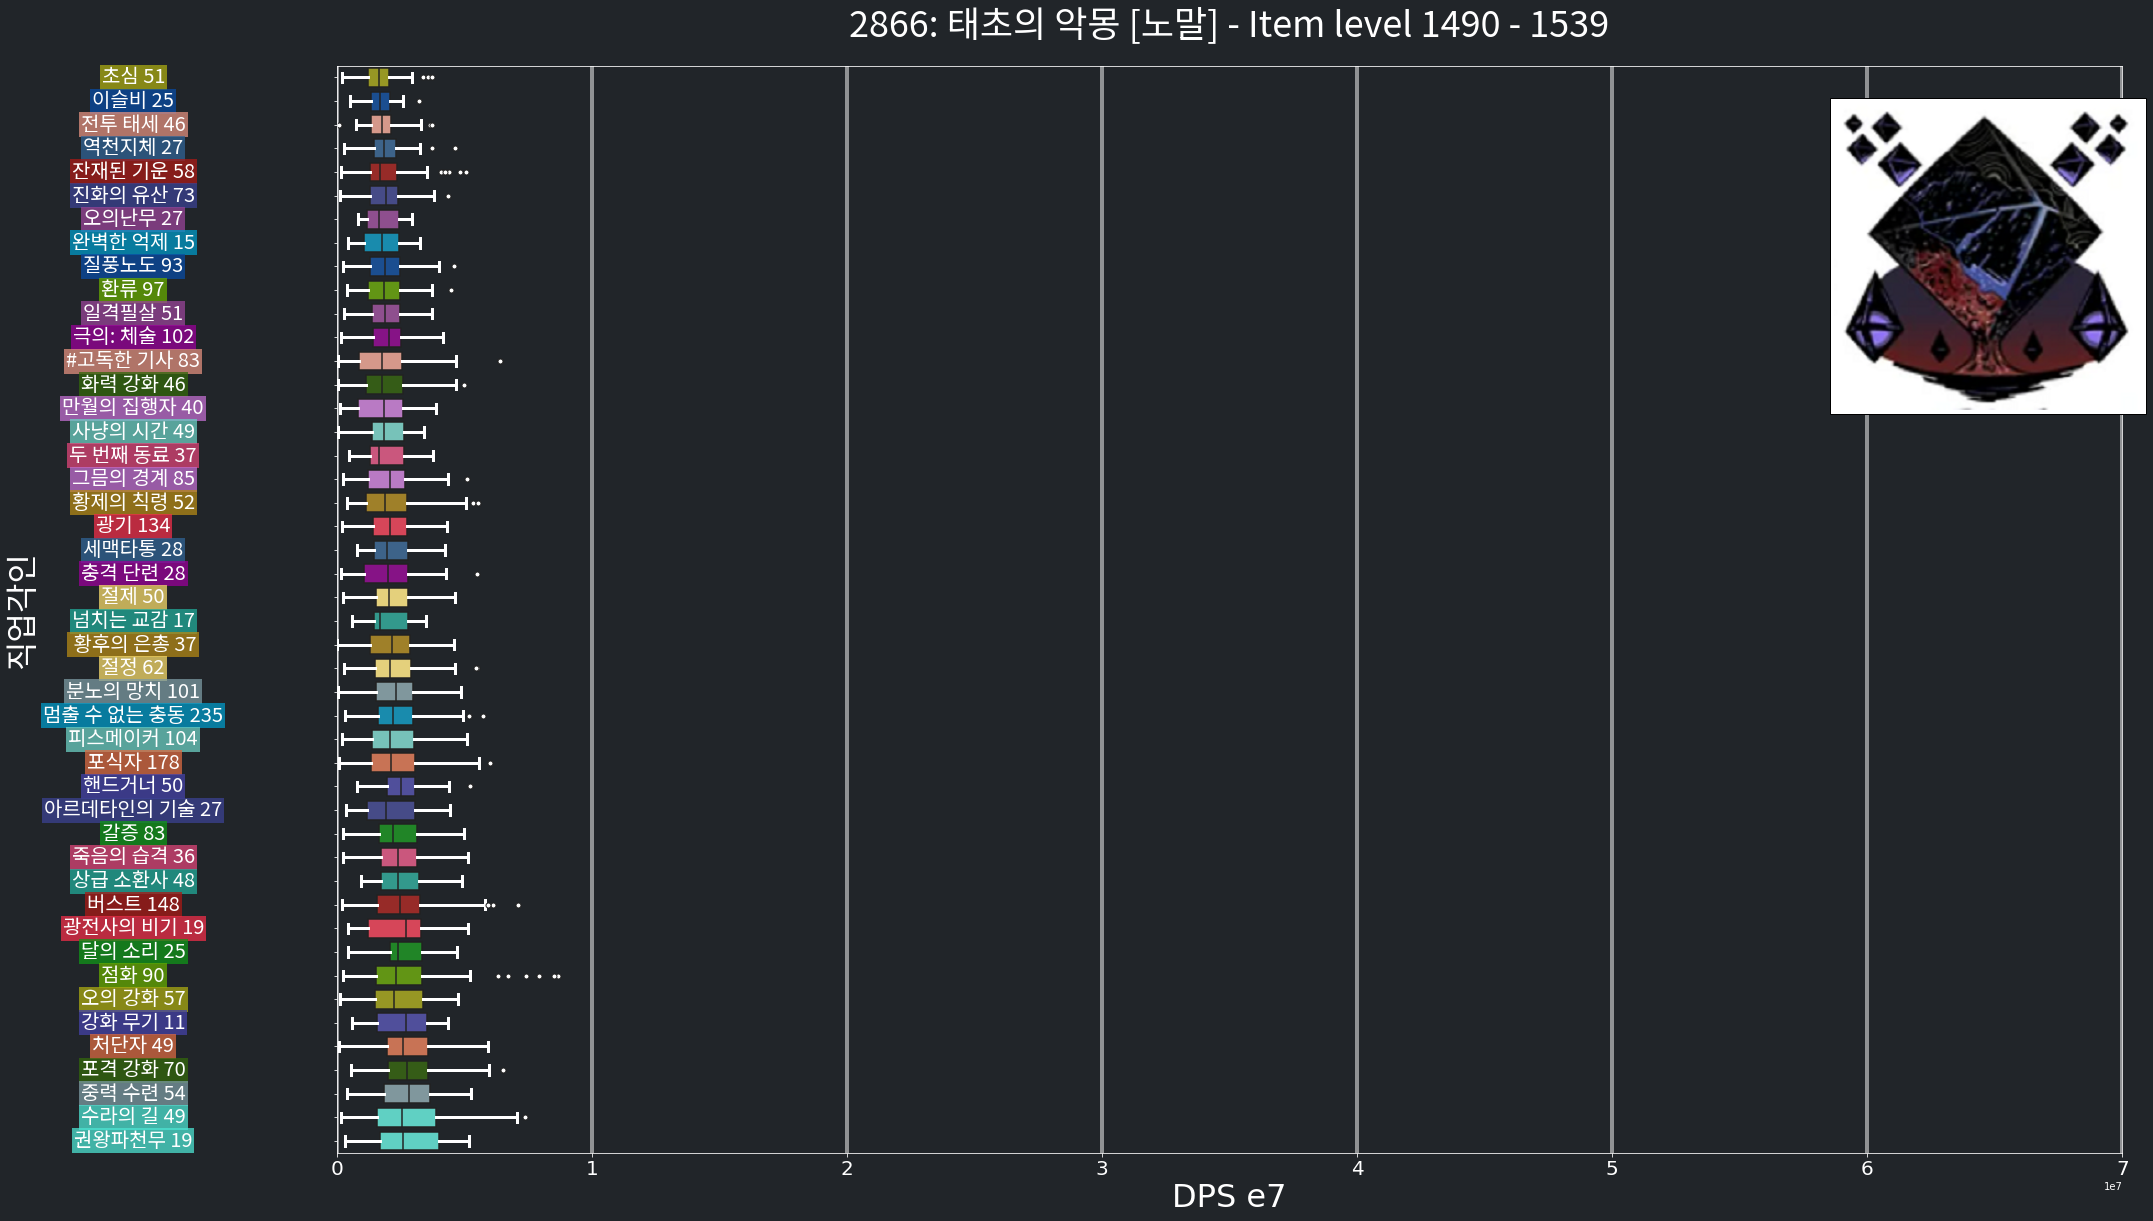 2866: 태초의 악몽 [노말] - Item level 1490 - 1539
초심 51
이슬비 25
전투 태세 46
역천지체 27
잔재된 기운 58
진화의 유산 73
오의난무 27
완벽한 억제 15
질풍노도 93
환류 97
일격필살 51
극의: 체술 102
#고독한 기사 83
화력 강화 46
만월의 집행자 40
사냥의 시간 49
두 번째 동료 37
그믐의 경계 85
황제의 칙령 52
광기 134
세맥타통 28
충격 단련 28
절제 50
넘치는 교감 17
황후의 은총 37
절정 62
분노의 망치 101
멈출 수 없는 충동 235
피스메이커 104
포식자 178
핸드거너 50
아르데타인의 기술 27
갈증 83
죽음의 습격 36
상급 소환사 48
버스트 148
광전사의 비기 19
달의 소리 25
점화 90
오의 강화 57
강화 무기 11
처단자 49
포격 강화 70
중력 수련 54
수라의 길 49
권왕파천무 19
직업각인
0 1 2 3 4 5 6 7
1e7
DPS e7